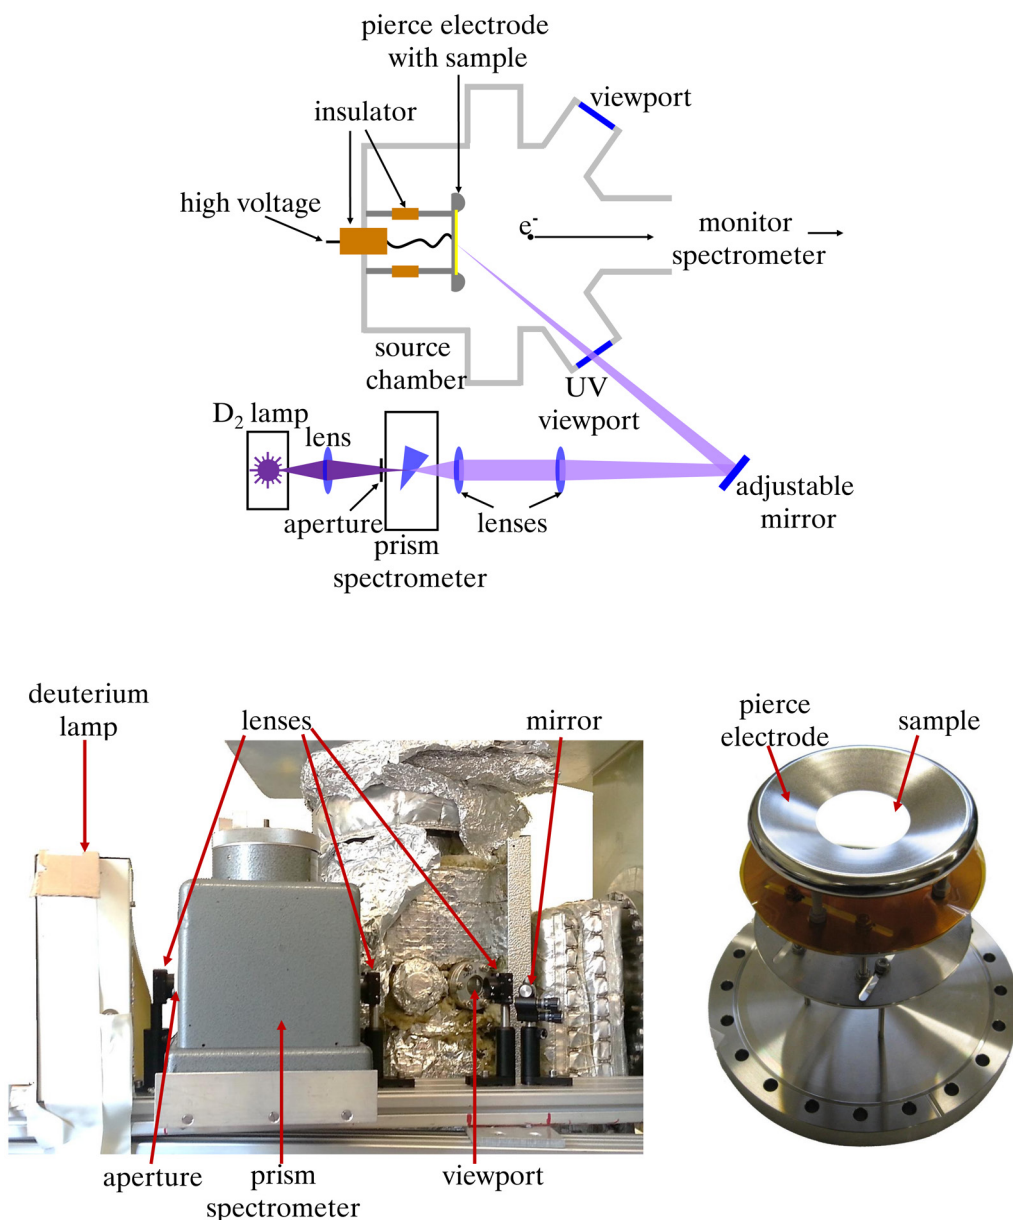 pierce electrode
with sample
viewport
insulator
high voltage
e-
monitor
spectrometer
source
chamber
UV
viewport
D2 lamp
lens
aperture
lenses
adjustable
mirror
prism
spectrometer
deuterium
lamp
lenses
mirror
pierce
electrode
sample
aperture
prism
spectrometer
viewport